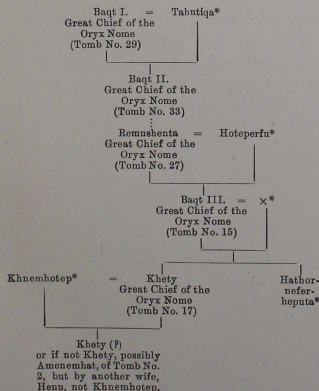 Baqt I. = Tahutiqa*
Great Chief of the
Oryx Nome
(Tomb No. 29)
Baqt II.
Great Chief of the
Oryx Nome
(Tomb No. 33)
Remushenta = Hoteperfu*
Great Chief of the
Oryx Nome
(Tomb No. 27)
Baqt III. = ×*
Great Chief of the
Oryx Nome
(Tomb No. 15)
Khnemhotep* = Khety
Great Chief of the
Oryx Nome
(Tomb No. 17)
Hathor-
nefer-
heputa*
Khety (?)
or if not Khety, possibly
Amenemhat, of Tomb No.
2, but by another wife,
Henu, not Khnemhotep.